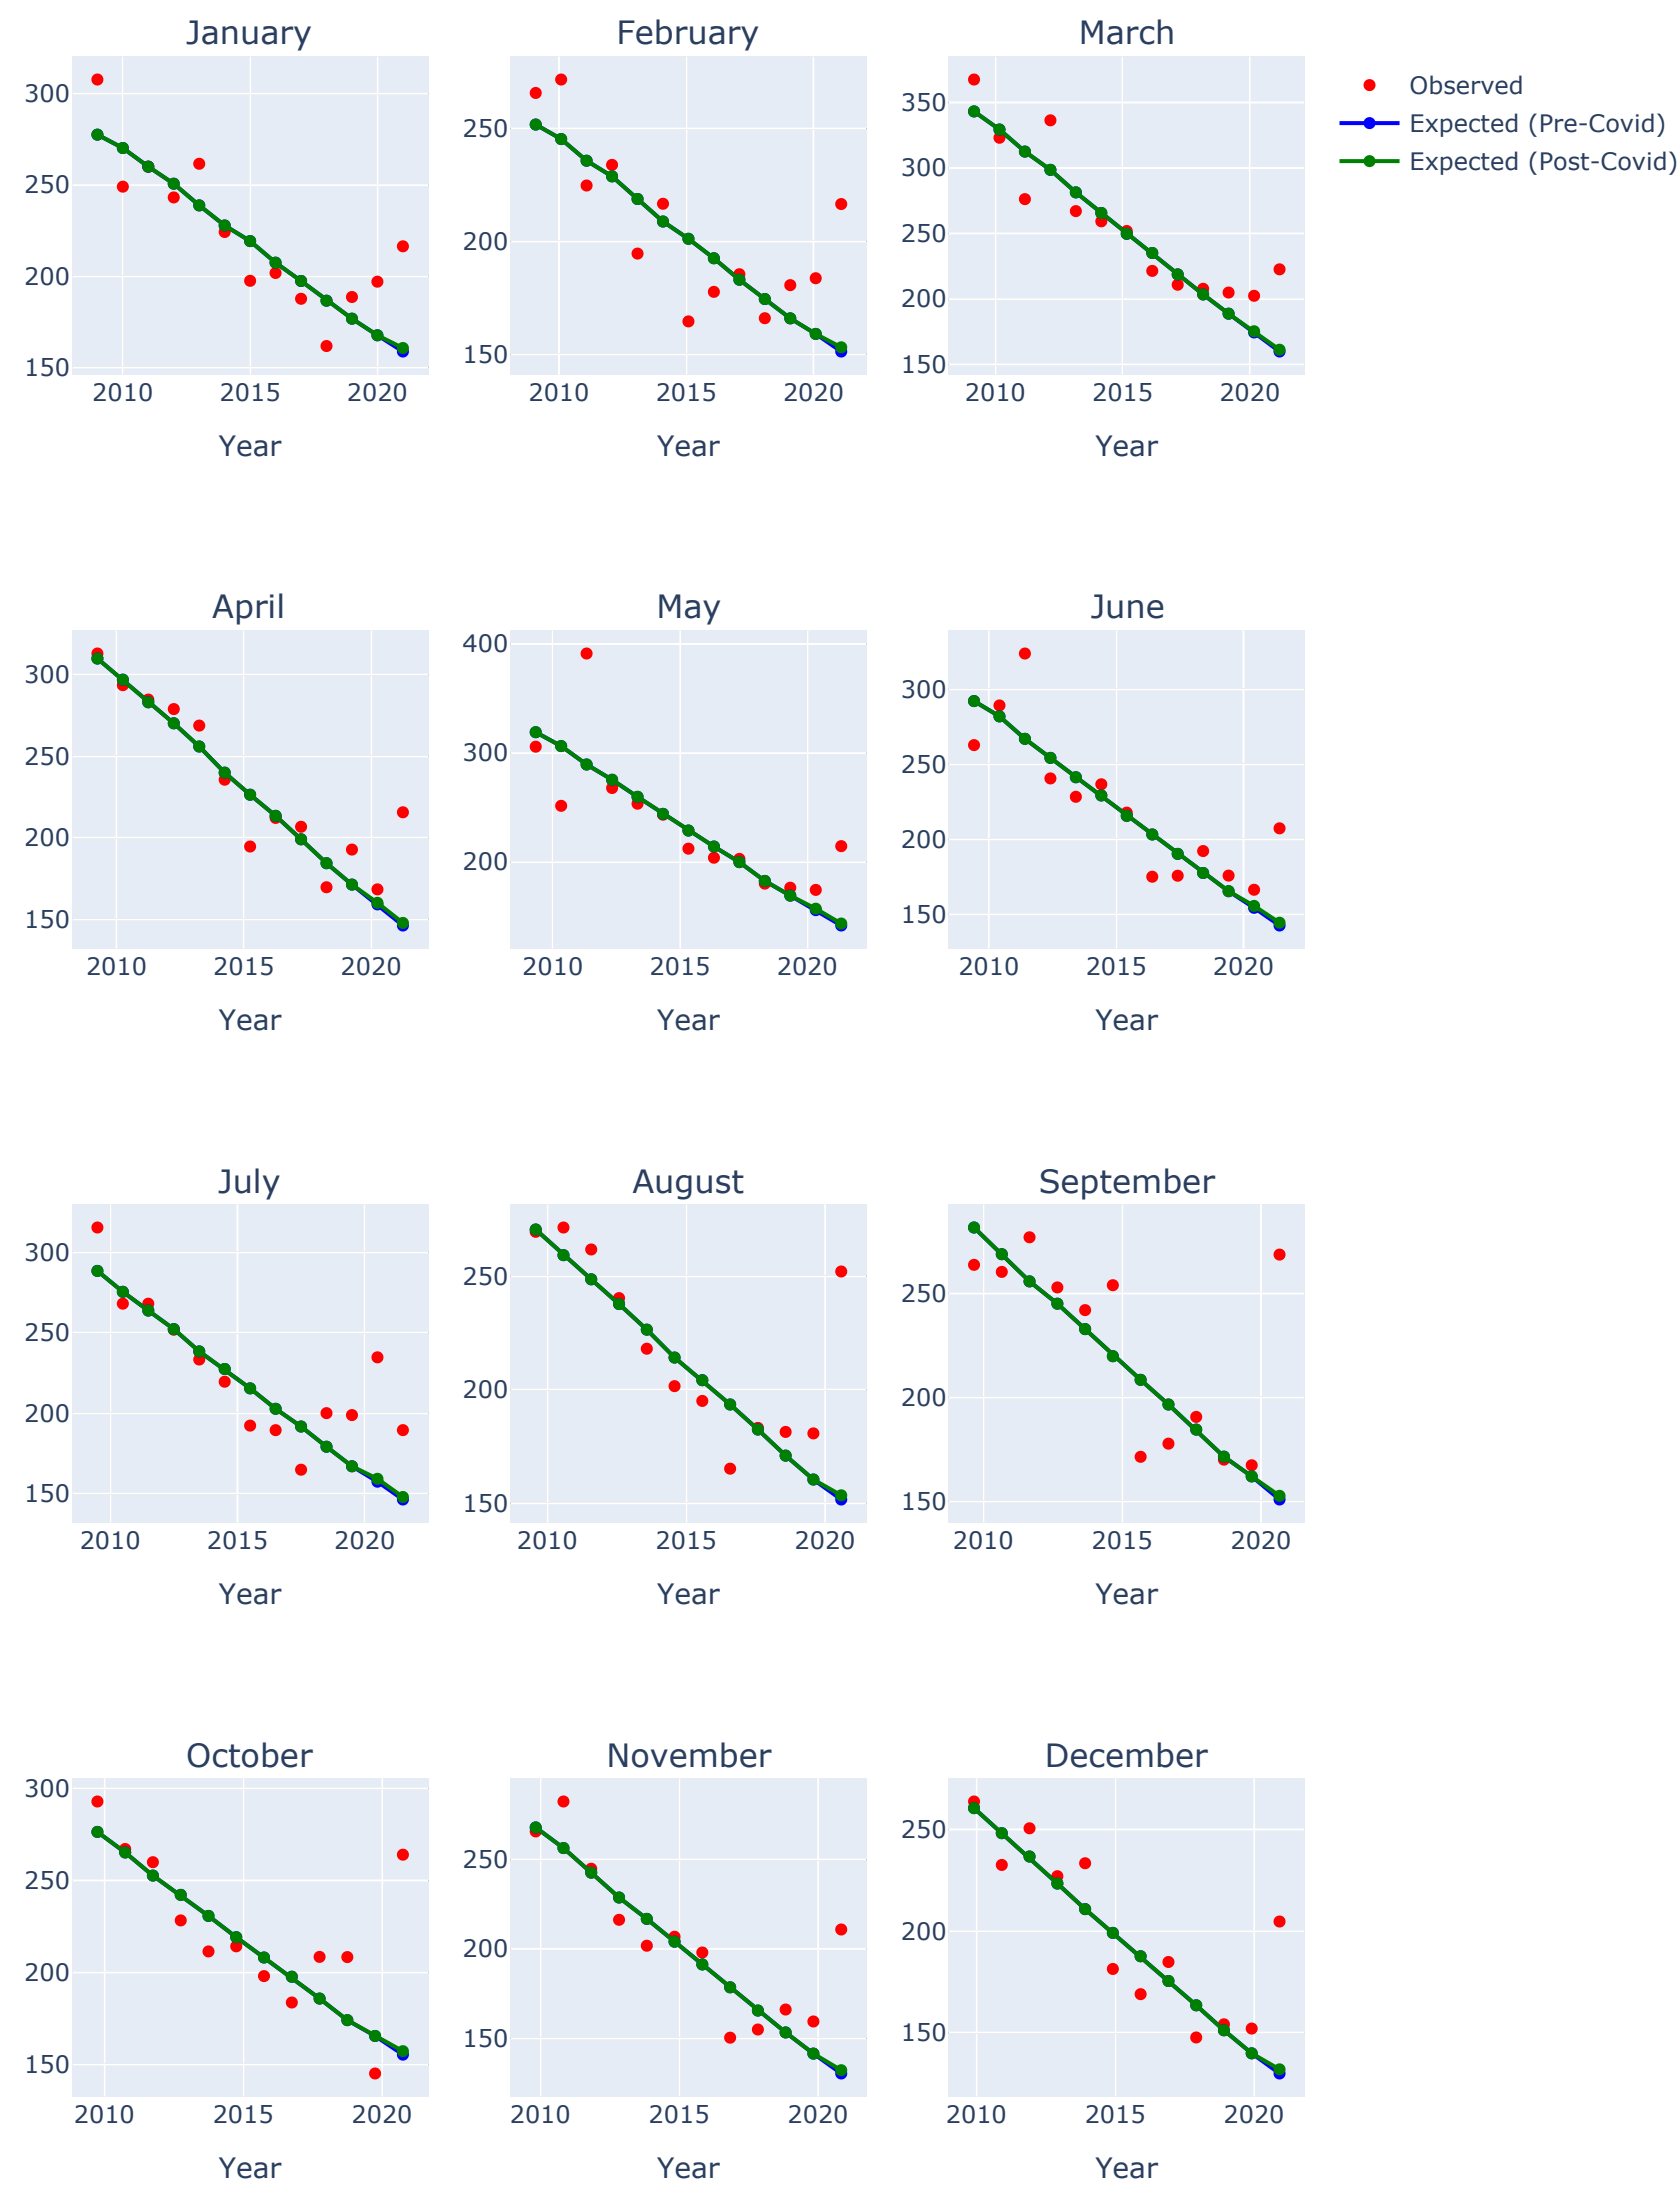 January
February
March
Observed
Expected (Pre-Covid)
Expected (Post-Covid)
300
250
200
150
2010 2015 2020
Year
250
200
150
2010 2015 2020
Year
350
300
250
200
150
2010 2015 2020
Year
April
May
June
300
250
200
150
2010 2015 2020
Year
400
300
200
2010 2015 2020
Year
300
250
200
150
2010 2015 2020
Year
July
August
September
300
250
200
150
2010 2015 2020
Year
250
200
150
2010 2015 2020
Year
250
200
150
2010 2015 2020
Year
October
November
December
300
250
200
150
2010 2015 2020
Year
250
200
150
2010 2015 2020
Year
250
200
150
2010 2015 2020
Year